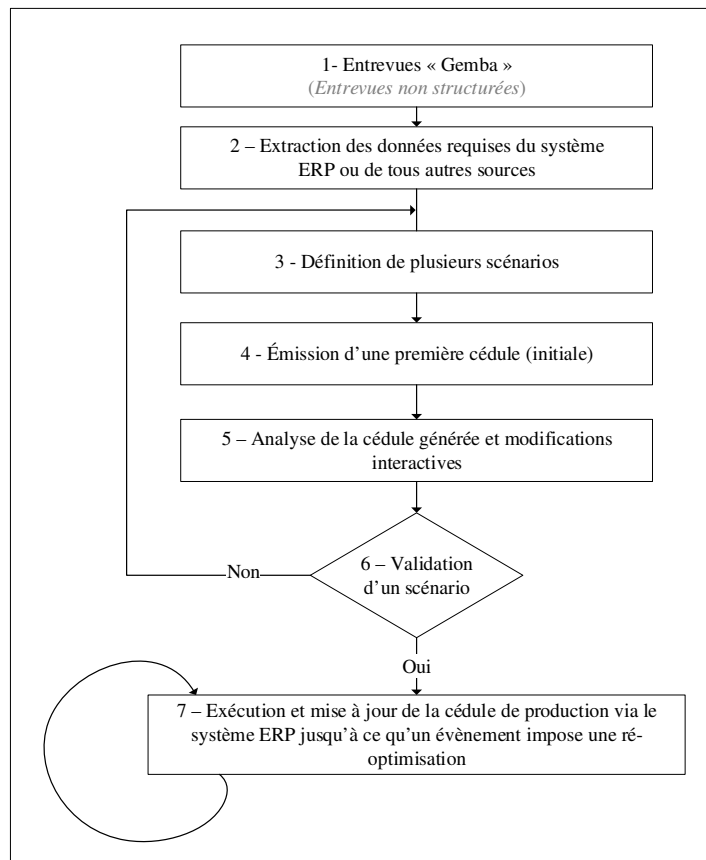 1- Entrevues « Gemba »
(Entrevues non structurées)
2 – Extraction des données requises du système
ERP ou de tous autres sources
3 - Définition de plusieurs scénarios
4 - Émission d’une première cédule (initiale)
5 – Analyse de la cédule générée et modifications
interactives
6 – Validation
d’un scénario
Non
Oui
7 – Exécution et mise à jour de la cédule de production via le
système ERP jusqu’à ce qu’un évènement impose une ré-
optimisation